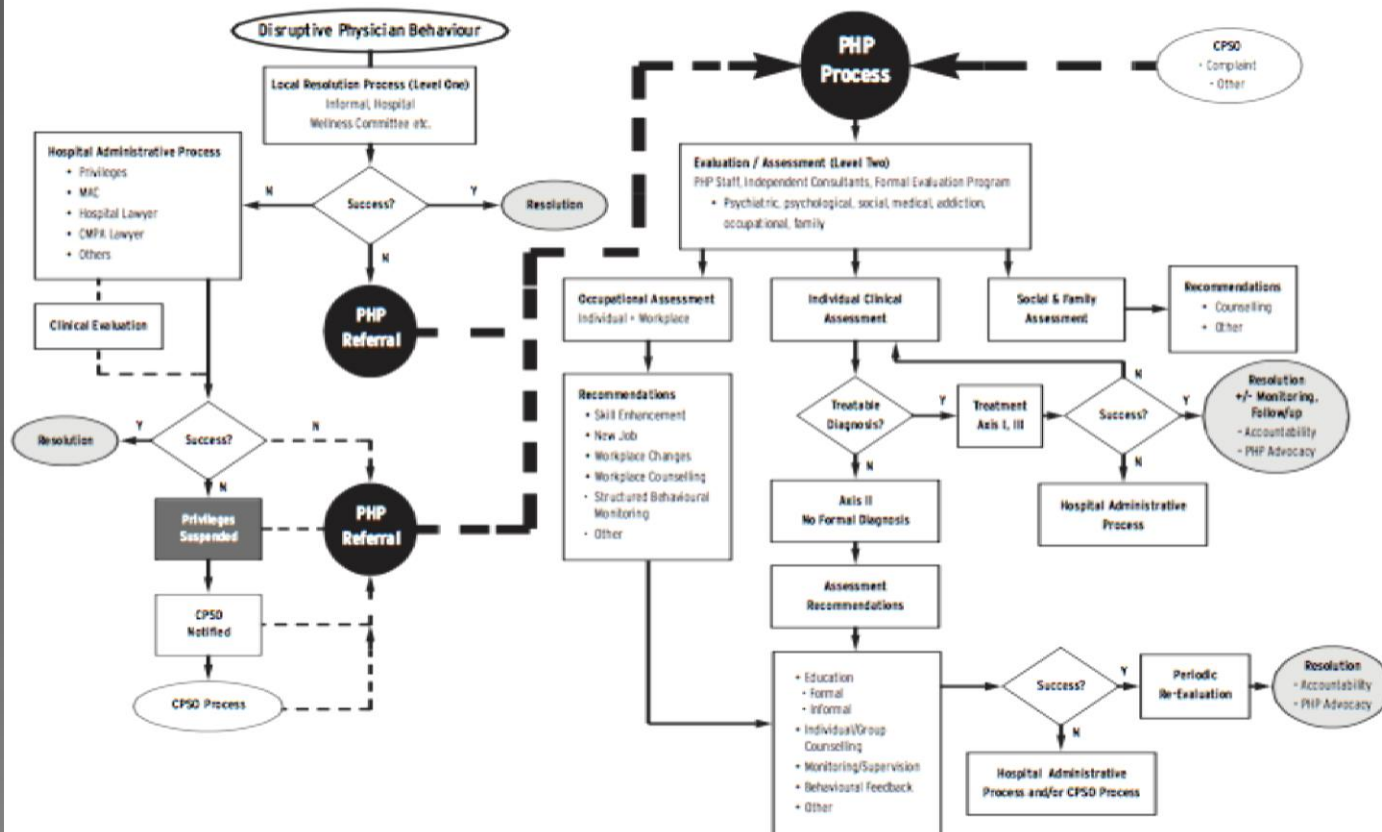 Disruptive Physician Behaviour
Local Resolution Process (Level One)
Informal, Hospital
Wellness Committee etc.
Hospital Administrative Process
• Privileges
• MAC
• Hospital Lawyer
• CMPA Lawyer
• Others
N
Success?
Y
Resolution
N
PHP
Referral
Clinical Evaluation
Resolution
Y
Success?
N
N
Privileges
Suspended
PHP
Referral
CPSO
Notified
CPSO Process
PHP
Process
CPSO
- Complaint
- Other
Evaluation / Assessment (Level Two)
PHP Staff, Independent Consultants, Formal Evaluation Program
• Psychiatric, psychological, social, medical, addiction,
occupational, family
Occupational Assessment
Individual + Workplace
Individual Clinical
Assessment
Social & Family
Assessment
Recommendations
• Counselling
• Other
Recommendations
• Skill Enhancement
• New Job
• Workplace Changes
• Workplace Counselling
- Structured Behavioural
Monitoring
- Other
Treatable
Diagnosis?
Y
Treatment
Axis I, III
N
Success?
Y
Resolution
+/- Monitoring,
Follow/up
- Accountability
- PHP Advocacy
N
N
Hospital Administrative
Process
Axis II
No Formal Diagnosis
Assessment
Recommendations
• Education
- Formal
- Informal
• Individual/Group
Counselling
• Monitoring/Supervision
• Behavioural Feedback
• Other
Success?
Y
Periodic
Re-Evaluation
Resolution
- Accountability
- PHP Advocacy
N
Hospital Administrative
Process and/or CPSO Process